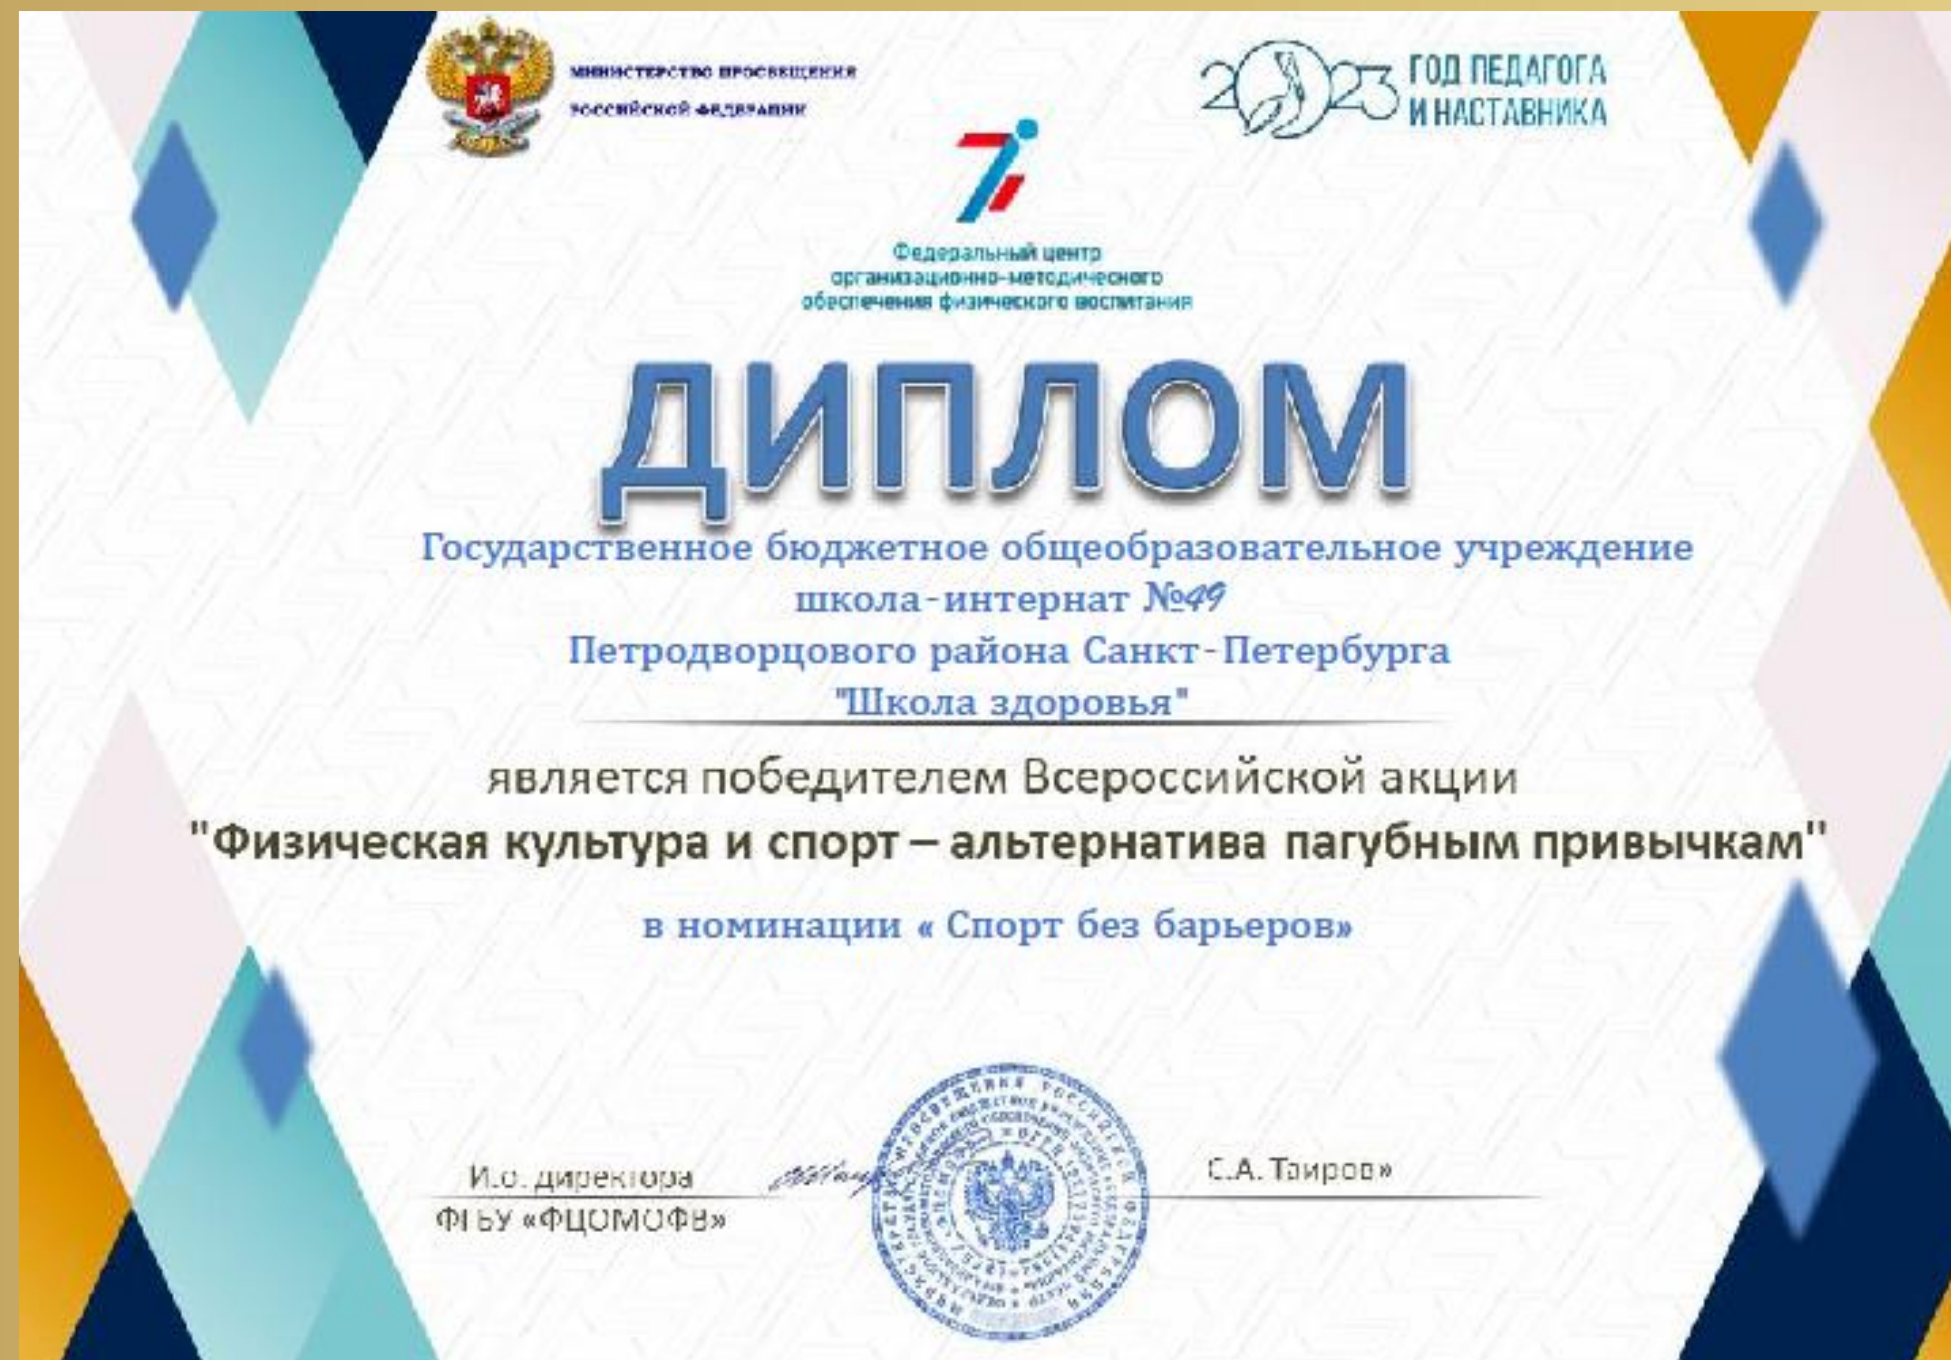 МИНИСТЕРСТВО ПРОСВЕЩЕНИЯ
РОССИЙСКОЙ ФЕДЕРАЦИИ
2023 ГОД ПЕДАГОГА
И НАСТАВНИКА
Федеральный центр
организационно-методического
обеспечения физического воспитания
ДИПЛОМ
Государственное бюджетное общеобразовательное учреждение
школа-интернат №49
Петродворцового района Санкт-Петербурга
"Школа здоровья"
является победителем Всероссийской акции
"Физическая культура и спорт – альтернатива пагубным привычкам"
в номинации « Спорт без барьеров»
И.о. директора
ФГБУ «ФЦОМОФВ»
С.А. Таиров»